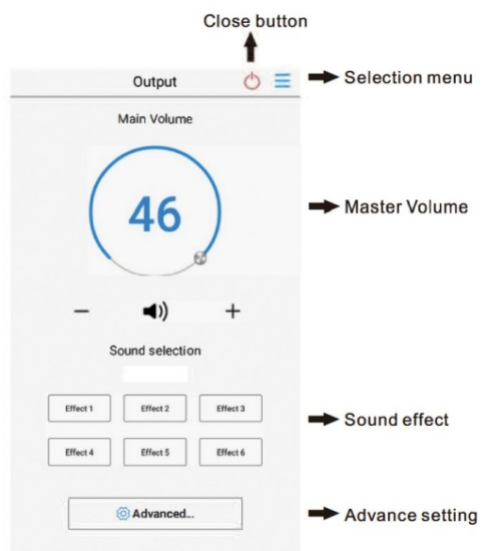 Close button
Output
Selection menu
Main Volume
46
Master Volume
Sound selection
Effect 1 Effect 2 Effect 3
Sound effect
Effect 4 Effect 5 Effect 6
Advanced...
Advance setting